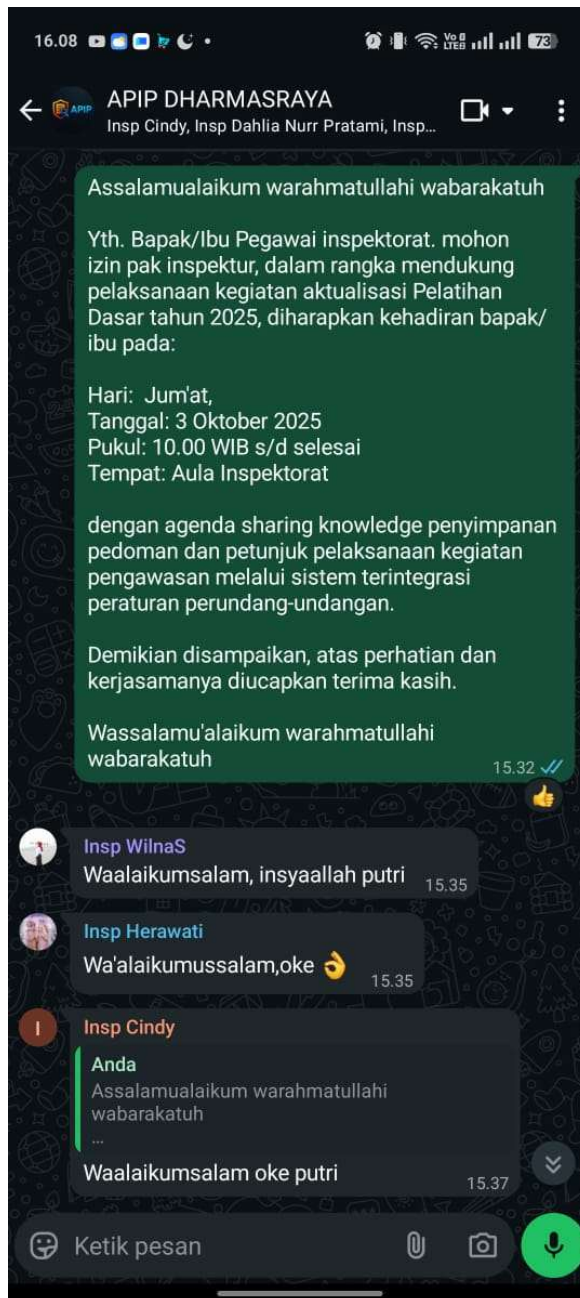 16.08
Vo LTE 73
APIP
APIP DHARMASRAYA
Insp Cindy, Insp Dahlia Nurr Pratami, Insp...
Assalamualaikum warahmatullahi wabarakatuh
Yth. Bapak/Ibu Pegawai inspektorat. mohon
izin pak inspektur, dalam rangka mendukung
pelaksanaan kegiatan aktualisasi Pelatihan
Dasar tahun 2025, diharapkan kehadiran bapak/
ibu pada:
Hari:  Jum'at,
Tanggal: 3 Oktober 2025
Pukul: 10.00 WIB s/d selesai
Tempat: Aula Inspektorat
dengan agenda sharing knowledge penyimpanan
pedoman dan petunjuk pelaksanaan kegiatan
pengawasan melalui sistem terintegrasi
peraturan perundang-undangan.
Demikian disampaikan, atas perhatian dan
kerjasamanya diucapkan terima kasih.
Wassalamu'alaikum warahmatullahi
wabarakatuh
15.32
Insp WilnaS
Waalaikumsalam, insyaallah putri 15.35
Insp Herawati
Wa'alaikumussalam,oke 👌 15.35
I
Insp Cindy
Anda
Assalamualaikum warahmatullahi
wabarakatuh
...
Waalaikumsalam oke putri 15.37
Ketik pesan